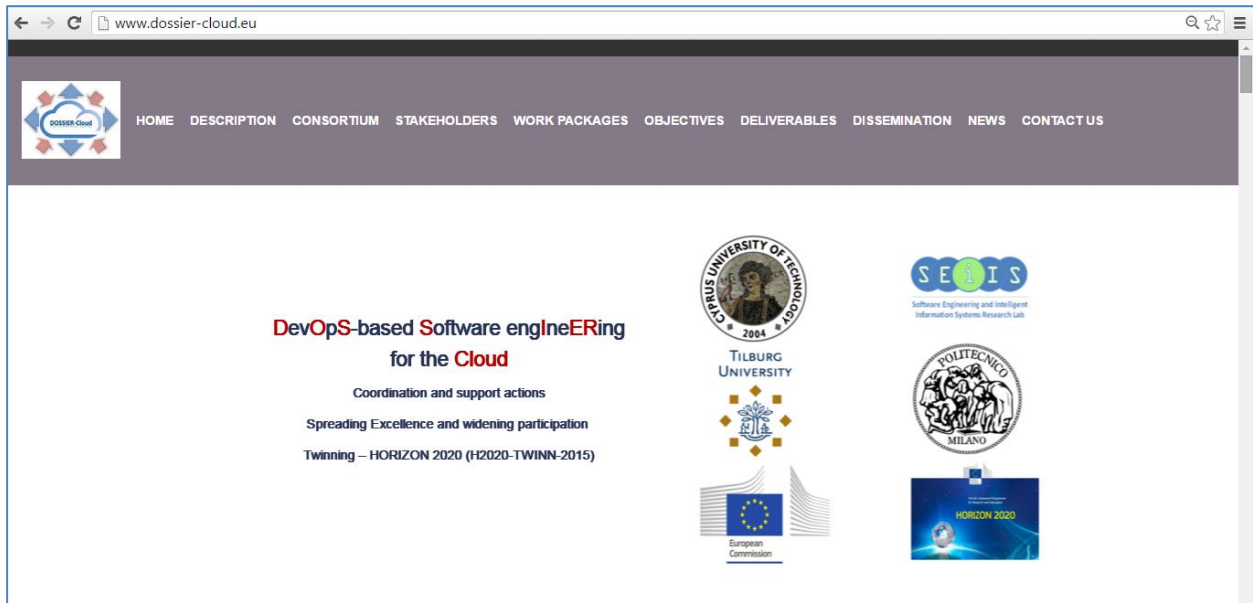 www.dossier-cloud.eu
DOSSIER-Cloud
HOME DESCRIPTION CONSORTIUM STAKEHOLDERS WORK PACKAGES OBJECTIVES DELIVERABLES DISSEMINATION NEWS CONTACT US
DevOpS-based Software engIneERing
for the Cloud
Coordination and support actions
Spreading Excellence and widening participation
Twinning – HORIZON 2020 (H2020-TWINN-2015)
CYPRUS UNIVERSITY OF TECHNOLOGY
2004
SEiIS
Software Engineering and Intelligent
Information Systems Research Lab
TILBURG
UNIVERSITY
POLITECNICO
MILANO
European
Commission
HORIZON 2020